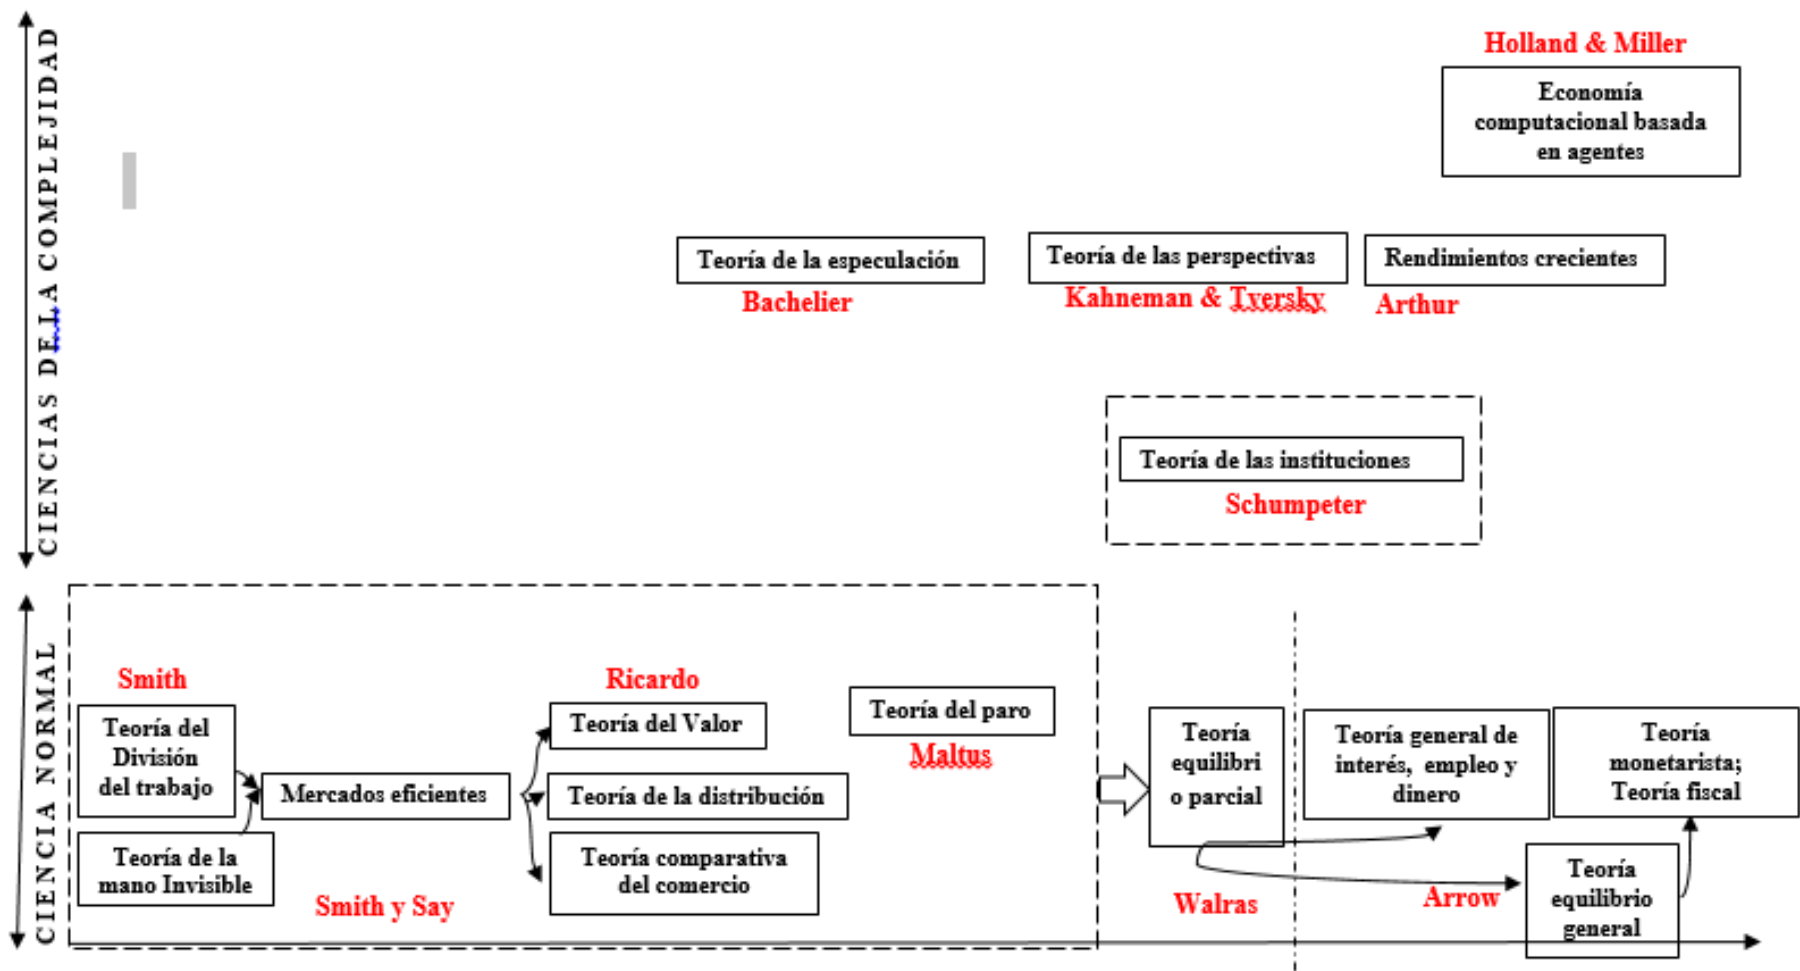 CIENCIAS DE LA COMPLEJIDAD
Holland & Miller
Economía
computacional basada
en agentes
Teoría de la especulación
Bachelier
Teoría de las perspectivas
Kahneman & Tversky
Rendimientos crecientes
Arthur
Teoría de las instituciones
Schumpeter
CIENCIA NORMAL
Smith
Teoría del
División
del trabajo
Teoría de la
mano Invisible
Mercados eficientes
Smith y Say
Ricardo
Teoría del Valor
Teoría de la distribución
Teoría comparativa
del comercio
Teoría del paro
Maltus
Teoría
equilibri
o parcial
Walras
Teoría general de
interés, empleo y
dinero
Arrow
Teoría
equilibrio
general
Teoría
monetarista;
Teoría fiscal